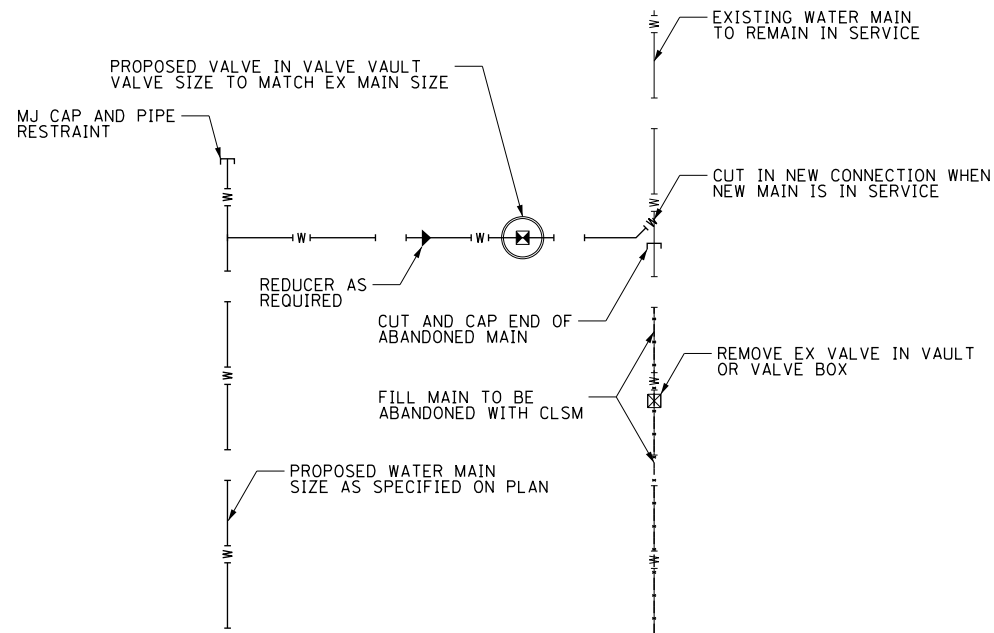 EXISTING WATER MAIN
TO REMAIN IN SERVICE
PROPOSED VALVE IN VALVE VAULT
VALVE SIZE TO MATCH EX MAIN SIZE
MJ CAP AND PIPE
RESTRAINT
CUT IN NEW CONNECTION WHEN
NEW MAIN IS IN SERVICE
REDUCER AS
REQUIRED
CUT AND CAP END OF
ABANDONED MAIN
REMOVE EX VALVE IN VAULT
OR VALVE BOX
FILL MAIN TO BE
ABANDONED WITH CLSM
PROPOSED WATER MAIN
SIZE AS SPECIFIED ON PLAN
W
W
W
W
W
W
W
W
W
W
W